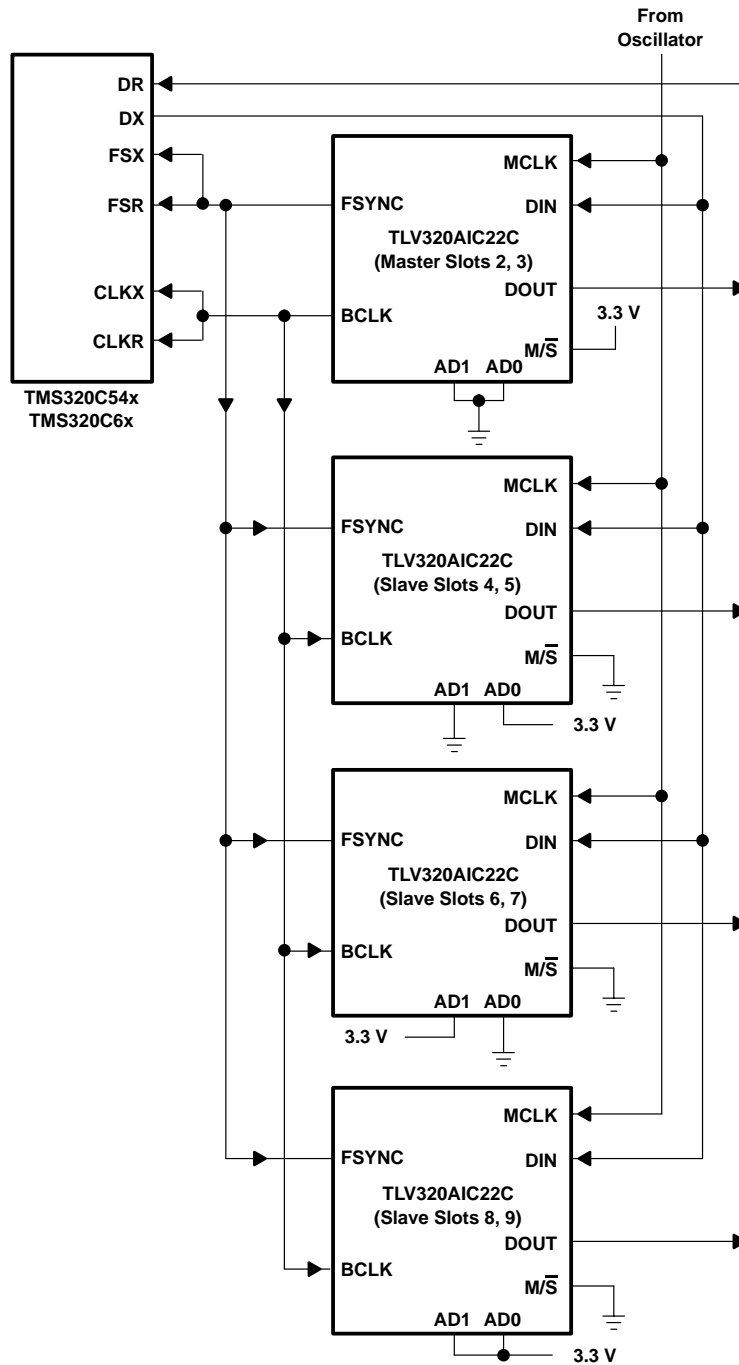 From
Oscillator
DR
DX
FSX
FSR
CLKX
CLKR
TMS320C54x
TMS320C6x
MCLK
FSYNC
DIN
TLV320AIC22C
(Master Slots 2, 3)
DOUT
BCLK
3.3 V
M/S̅
AD1 AD0
MCLK
FSYNC
DIN
TLV320AIC22C
(Slave Slots 4, 5)
DOUT
BCLK
M/S̅
AD1 AD0
3.3 V
MCLK
FSYNC
DIN
TLV320AIC22C
(Slave Slots 6, 7)
DOUT
BCLK
M/S̅
AD1 AD0
3.3 V
MCLK
FSYNC
DIN
TLV320AIC22C
(Slave Slots 8, 9)
DOUT
BCLK
M/S̅
AD1 AD0
3.3 V